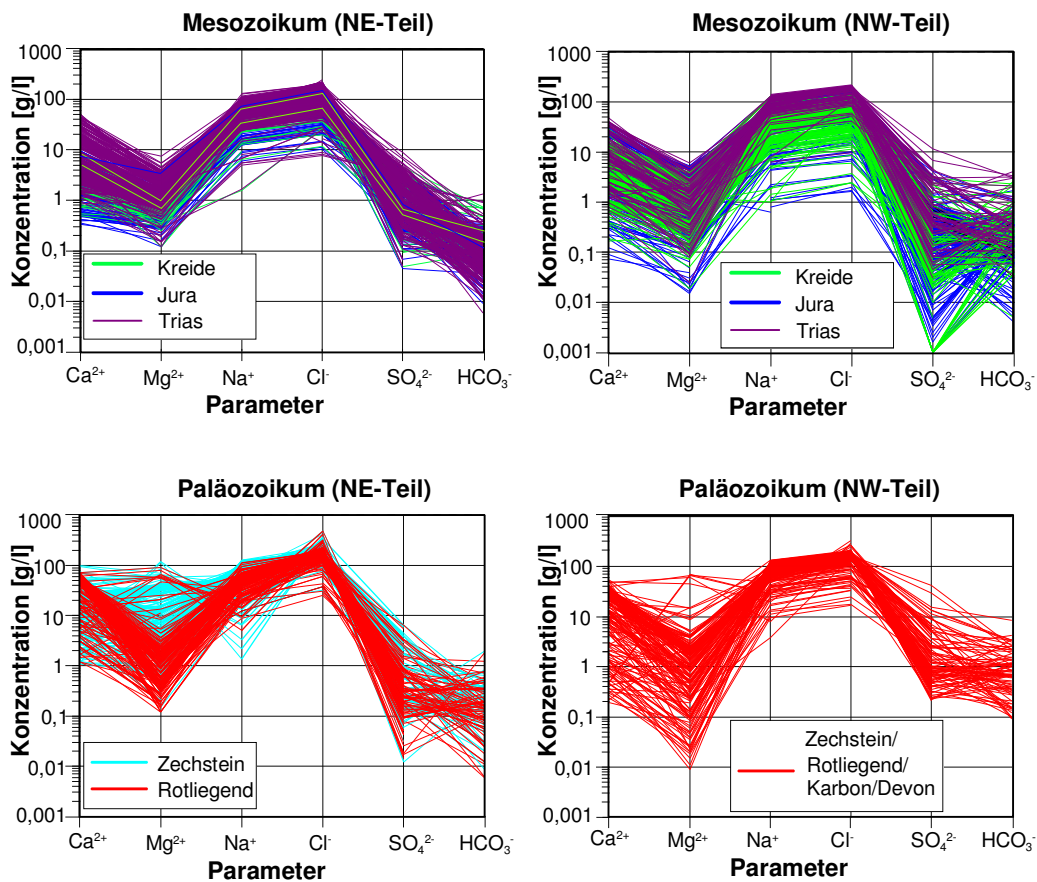 Mesozoikum (NE-Teil)
Konzentration [g/l]
1000
100
10
1
0,1
0,01
0,001
Kreide
Jura
Trias
Ca²⁺ Mg²⁺ Na⁺ Cl⁻ SO₄²⁻ HCO₃⁻
Parameter
Mesozoikum (NW-Teil)
Konzentration [g/l]
1000
100
10
1
0,1
0,01
0,001
Kreide
Jura
Trias
Ca²⁺ Mg²⁺ Na⁺ Cl⁻ SO₄²⁻ HCO₃⁻
Parameter
Paläozoikum (NE-Teil)
Konzentration [g/l]
1000
100
10
1
0,1
0,01
0,001
Zechstein
Rotliegend
Ca²⁺ Mg²⁺ Na⁺ Cl⁻ SO₄²⁻ HCO₃⁻
Parameter
Paläozoikum (NW-Teil)
Konzentration [g/l]
1000
100
10
1
0,1
0,01
0,001
Zechstein/
Rotliegend/
Karbon/Devon
Ca²⁺ Mg²⁺ Na⁺ Cl⁻ SO₄²⁻ HCO₃⁻
Parameter